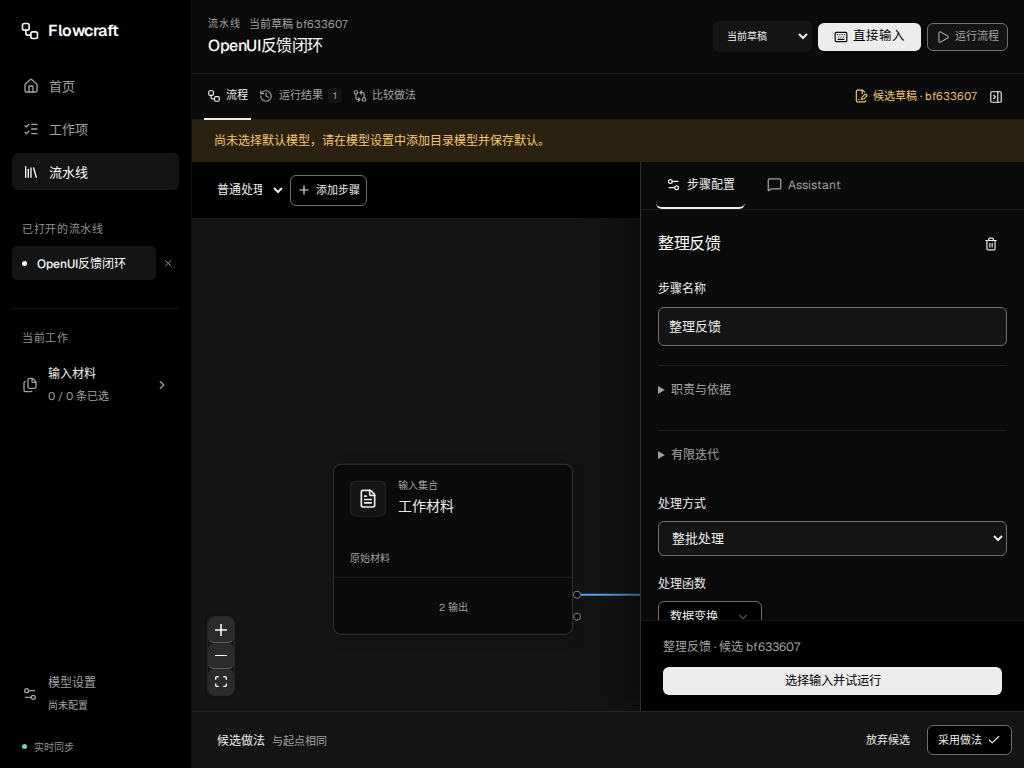 Flowcraft
首页
工作项
流水线
已打开的流水线
OpenUI反馈闭环
当前工作
输入材料
0 / 0 条已选
模型设置
尚未配置
实时同步
流水线 当前草稿 bf633607
OpenUI反馈闭环
当前草稿
直接输入
运行流程
流程
运行结果 1
比较做法
候选草稿 · bf633607
尚未选择默认模型，请在模型设置中添加目录模型并保存默认。
普通处理
添加步骤
输入集合
工作材料
原始材料
2 输出
步骤配置
Assistant
整理反馈
步骤名称
整理反馈
职责与依据
有限迭代
处理方式
整批处理
处理函数
数据变换
整理反馈 · 候选 bf633607
选择输入并试运行
候选做法 与起点相同
放弃候选
采用做法